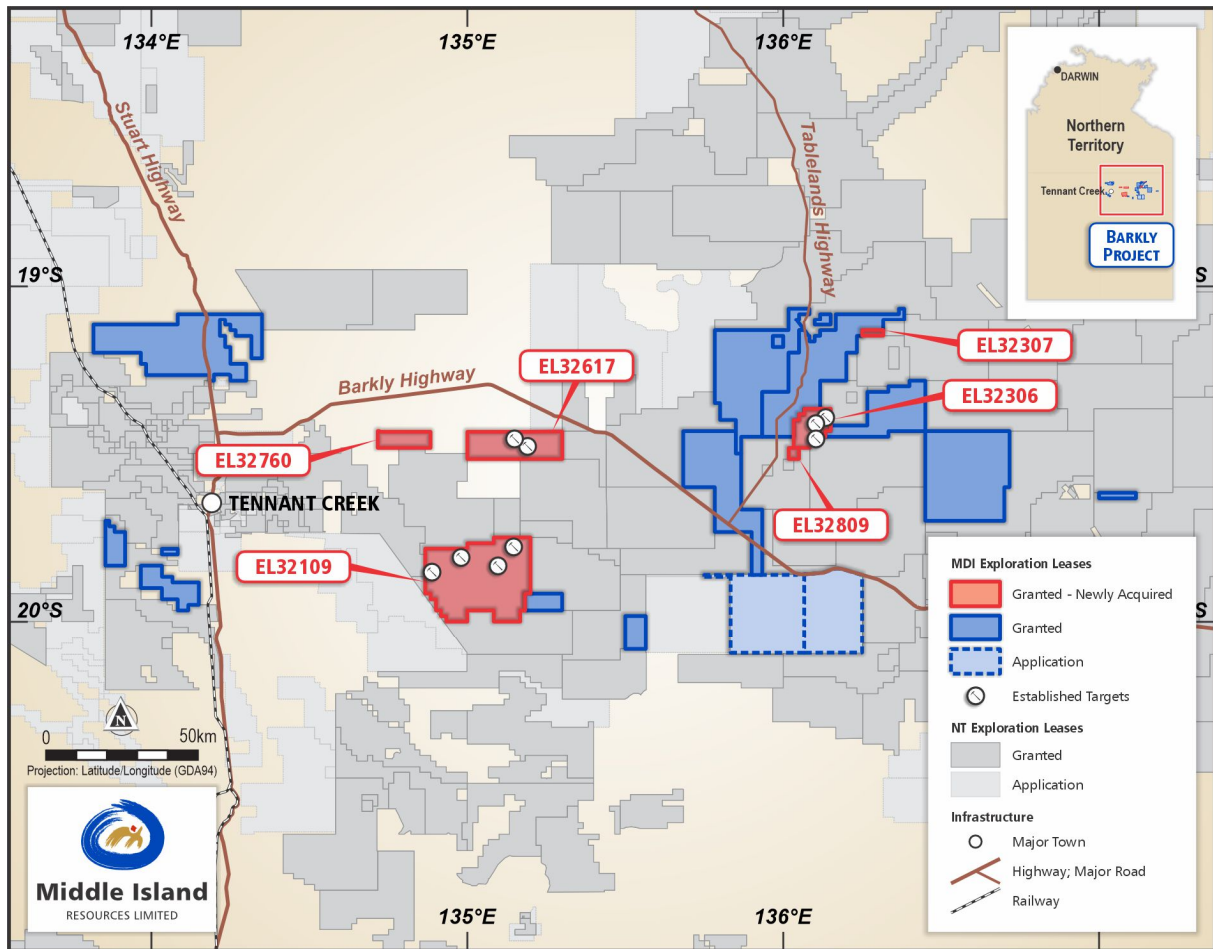 134°E
135°E
136°E
DARWIN
Northern
Territory
Tennant Creek
BARKLY
PROJECT
Stuart Highway
Tablelands Highway
19°S
S
EL32307
EL32617
Barkly Highway
EL32306
EL32760
TENNANT CREEK
EL32809
EL32109
20°S
S
MDI Exploration Leases
Granted - Newly Acquired
Granted
Application
Established Targets
NT Exploration Leases
Granted
Application
Infrastructure
Major Town
Highway; Major Road
Railway
N
0 50km
Projection: Latitude/Longitude (GDA94)
Middle Island
RESOURCES LIMITED
135°E
136°E